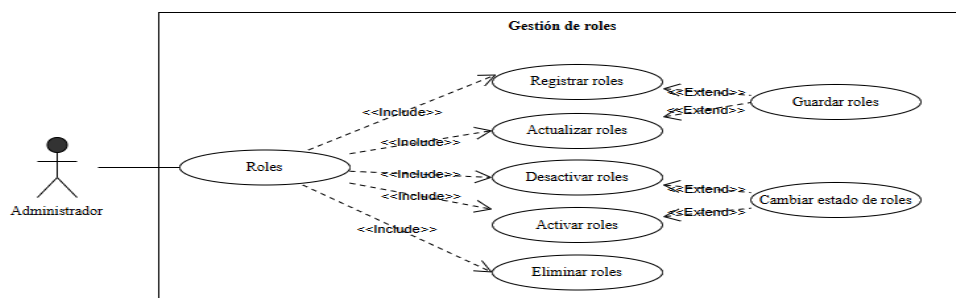 Gestión de roles
Registrar roles
<<Extend>>
Guardar roles
<<Include>>
<<Extend>>
Actualizar roles
<<Include>>
Roles
<<Include>>
Desactivar roles
<<Extend>>
<<Include>>
Cambiar estado de roles
Administrador
<<Extend>>
Activar roles
<<Include>>
Eliminar roles